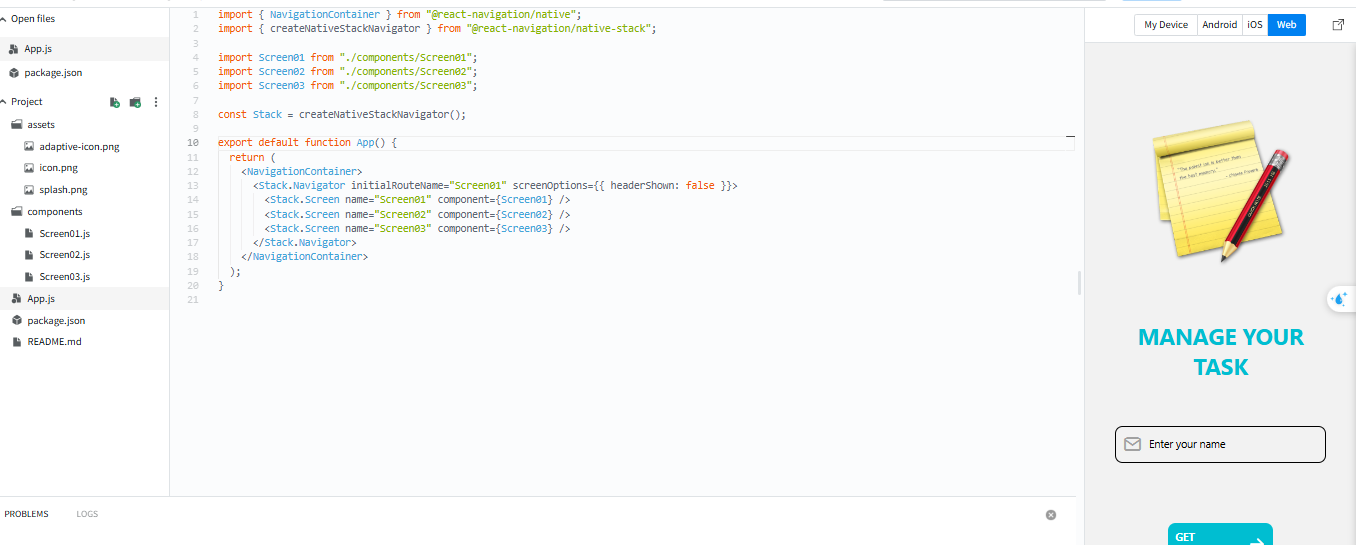 Open files
App.js
package.json
Project
assets
adaptive-icon.png
icon.png
splash.png
components
Screen01.js
Screen02.js
Screen03.js
App.js
package.json
README.md
1 import { NavigationContainer } from "@react-navigation/native";
2 import { createNativeStackNavigator } from "@react-navigation/native-stack";
3
4 import Screen01 from "./components/Screen01";
5 import Screen02 from "./components/Screen02";
6 import Screen03 from "./components/Screen03";
7
8 const Stack = createNativeStackNavigator();
9
10 export default function App() {
11 return (
12 <NavigationContainer>
13 <Stack.Navigator initialRouteName="Screen01" screenOptions={{ headerShown: false }}>
14 <Stack.Screen name="Screen01" component={Screen01} />
15 <Stack.Screen name="Screen02" component={Screen02} />
16 <Stack.Screen name="Screen03" component={Screen03} />
17 </Stack.Navigator>
18 </NavigationContainer>
19 );
20 }
21
PROBLEMS LOGS
My Device Android iOS Web
MANAGE YOUR
TASK
Enter your name
GET